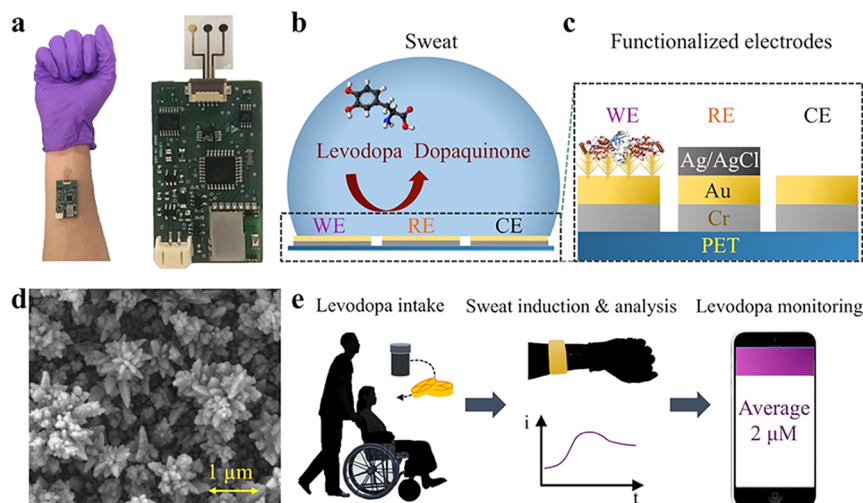 a
b
Sweat
Levodopa Dopaquinone
WE RE CE
c
Functionalized electrodes
WE RE CE
Ag/AgCl
Au
Cr
PET
d
1 µm
e
Levodopa intake
Sweat induction & analysis
i
t
Levodopa monitoring
Average
2 µM